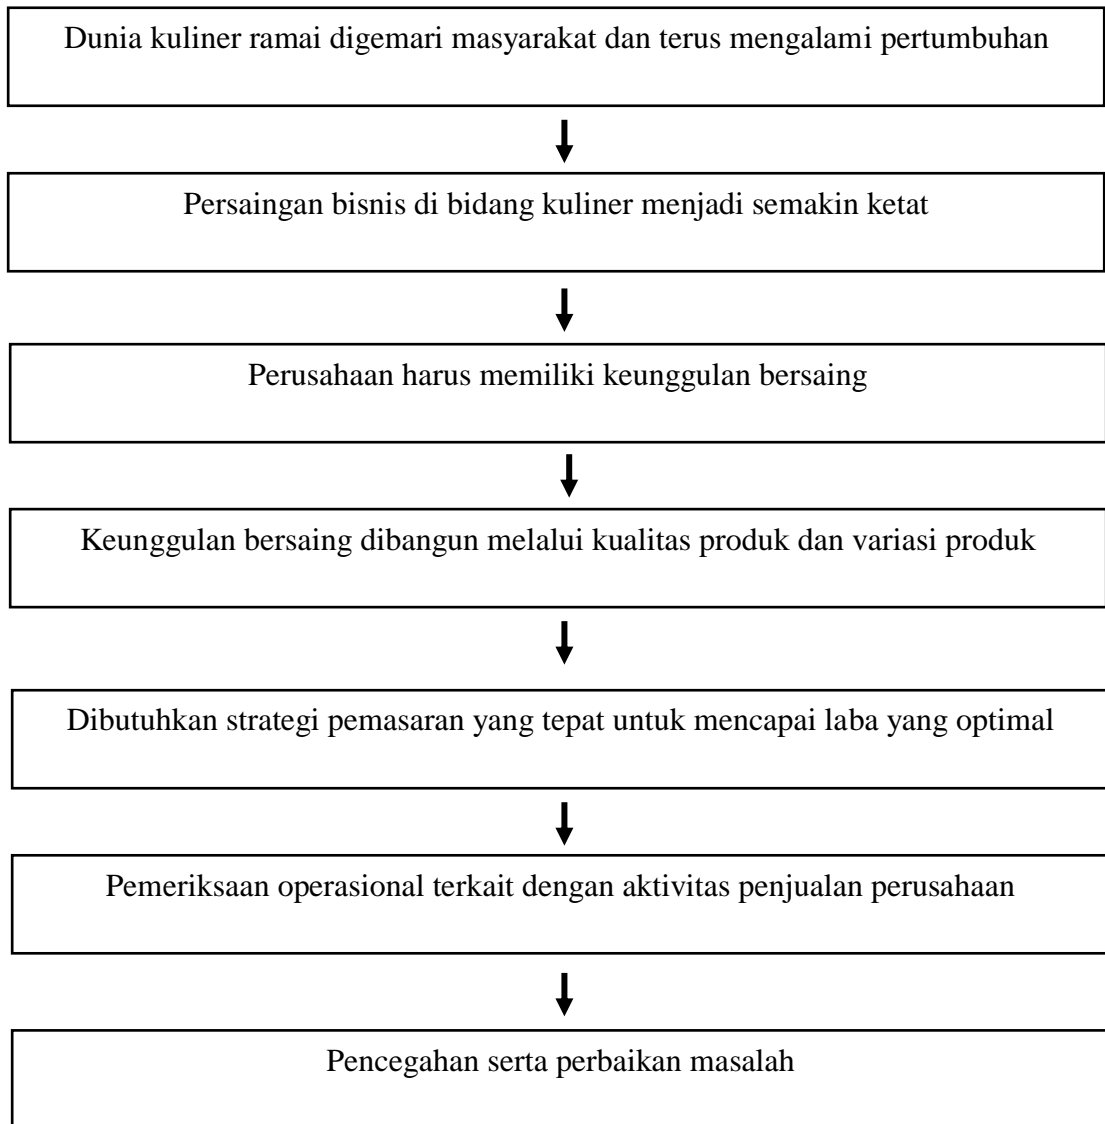 Dunia kuliner ramai digemari masyarakat dan terus mengalami pertumbuhan
Persaingan bisnis di bidang kuliner menjadi semakin ketat
Perusahaan harus memiliki keunggulan bersaing
Keunggulan bersaing dibangun melalui kualitas produk dan variasi produk
Dibutuhkan strategi pemasaran yang tepat untuk mencapai laba yang optimal
Pemeriksaan operasional terkait dengan aktivitas penjualan perusahaan
Pencegahan serta perbaikan masalah